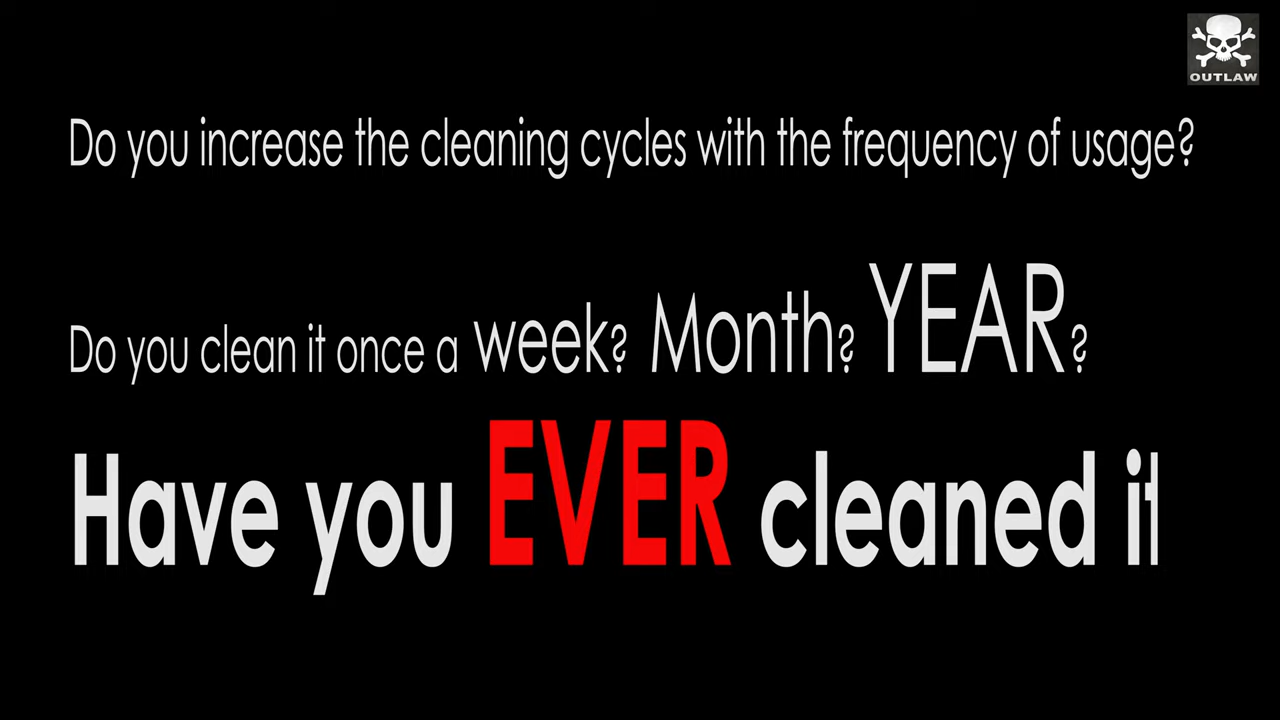 OUTLAW
Do you increase the cleaning cycles with the frequency of usage?
Do you clean it once a week? Month? YEAR?
Have you EVER cleaned it